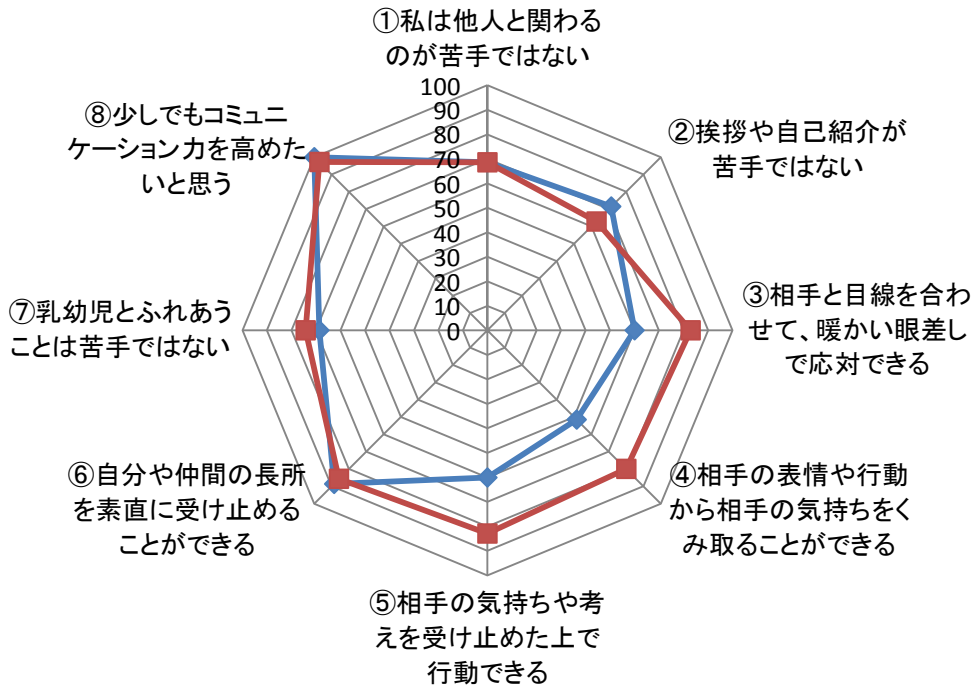 ①私は他人と関わる
のが苦手ではない
②挨拶や自己紹介が
苦手ではない
③相手と目線を合わ
せて、暖かい眼差し
で応対できる
④相手の表情や行動
から相手の気持ちをく
み取ることができる
⑤相手の気持ちや考
えを受け止めた上で
行動できる
⑥自分や仲間の長所
を素直に受け止める
ことができる
⑦乳幼児とふれあう
ことは苦手ではない
⑧少しでもコミュニ
ケーション力を高めた
いと思う
100
90
80
70
60
50
40
30
20
10
0